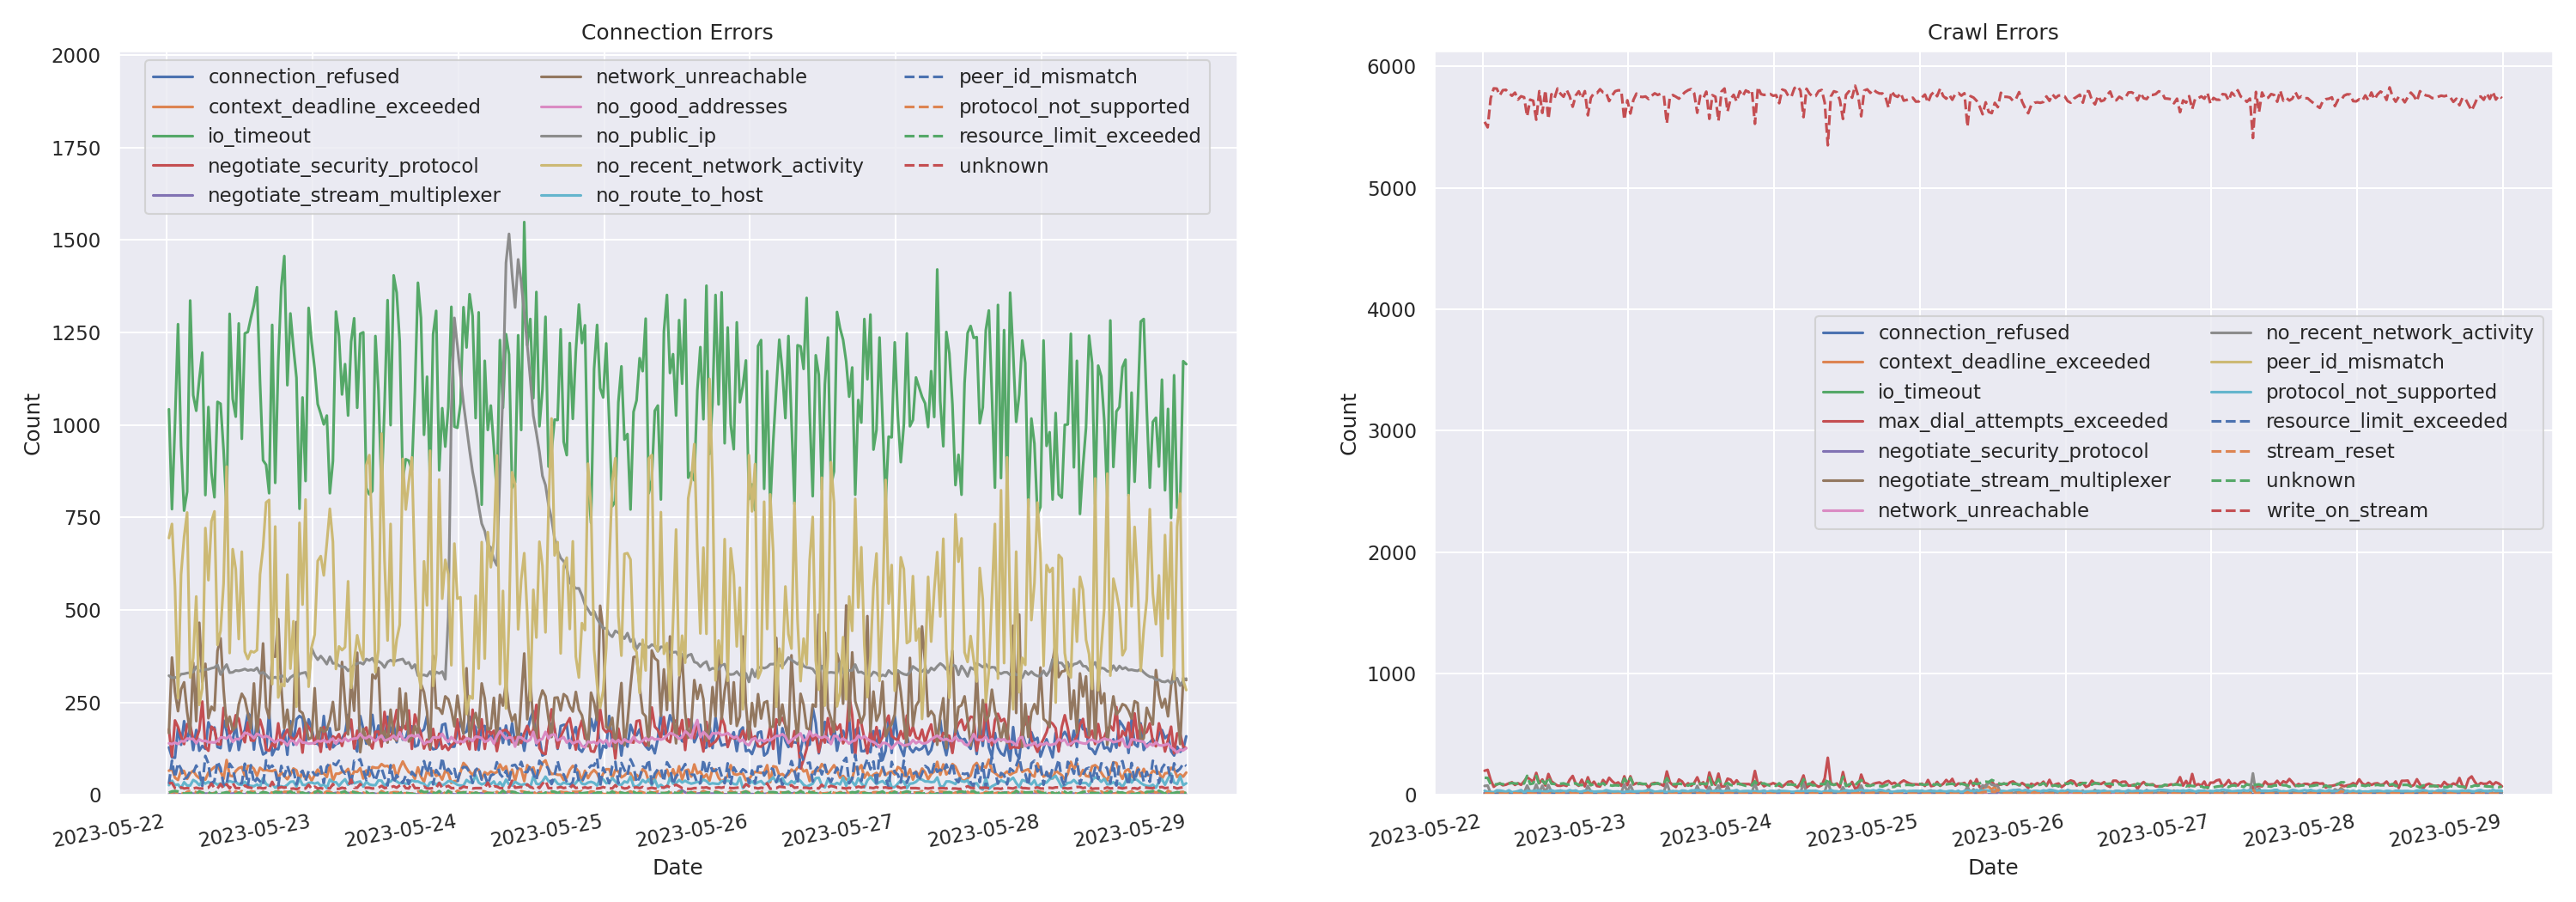 Connection Errors
2000
1750
1500
1250
1000
750
500
250
0
Count
connection_refused
context_deadline_exceeded
io_timeout
negotiate_security_protocol
negotiate_stream_multiplexer
network_unreachable
no_good_addresses
no_public_ip
no_recent_network_activity
no_route_to_host
peer_id_mismatch
protocol_not_supported
resource_limit_exceeded
unknown
2023-05-22
2023-05-23
2023-05-24
2023-05-25
2023-05-26
2023-05-27
2023-05-28
2023-05-29
Date
Crawl Errors
6000
5000
4000
3000
2000
1000
0
Count
connection_refused
context_deadline_exceeded
io_timeout
max_dial_attempts_exceeded
negotiate_security_protocol
negotiate_stream_multiplexer
network_unreachable
no_recent_network_activity
peer_id_mismatch
protocol_not_supported
resource_limit_exceeded
stream_reset
unknown
write_on_stream
2023-05-22
2023-05-23
2023-05-24
2023-05-25
2023-05-26
2023-05-27
2023-05-28
2023-05-29
Date